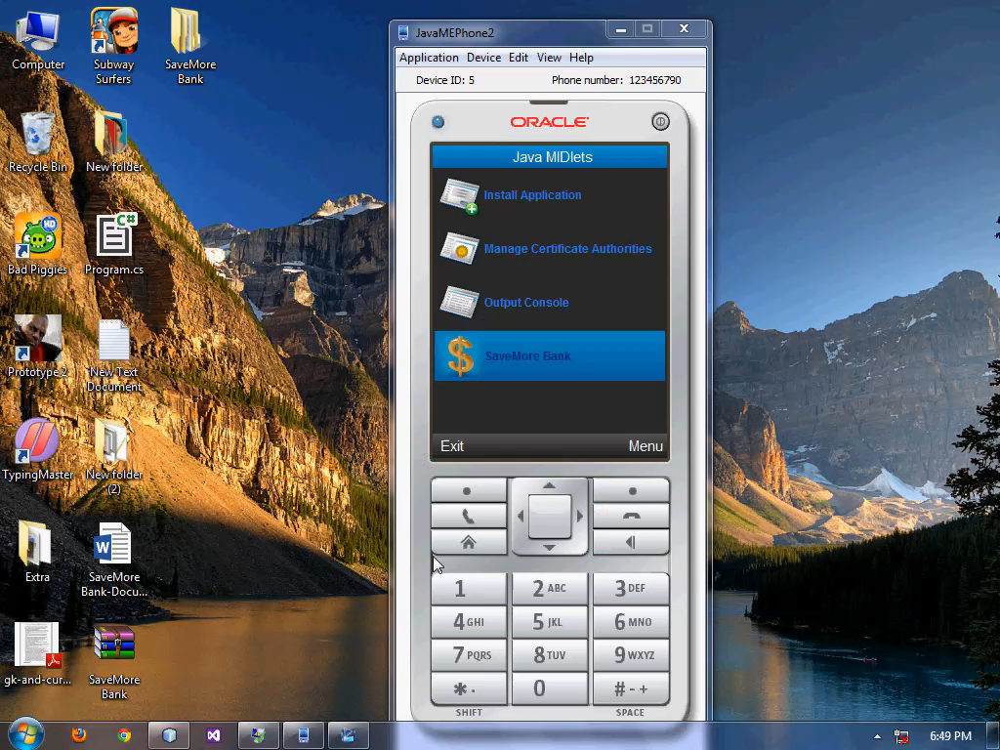 Computer
Subway
Surfers
SaveMore
Bank
Recycle Bin
New folder
HD
Bad Piggies
C#
Program.cs
Prototype 2
New Text
Document
TypingMaster
New folder
(2)
Extra
W
SaveMore
Bank-Docu...
gk-and-cur...
SaveMore
Bank
JavaMEPhone2
Application Device Edit View Help
Device ID: 5 Phone number: 123456790
ORACLE
Java MIDlets
Install Application
Manage Certificate Authorities
Output Console
$ SaveMore Bank
Exit Menu
1 2 ABC 3 DEF
4 GHI 5 JKL 6 MNO
7 PQRS 8 TUV 9 WXYZ
* . 0 # - +
SHIFT SPACE
6:49 PM